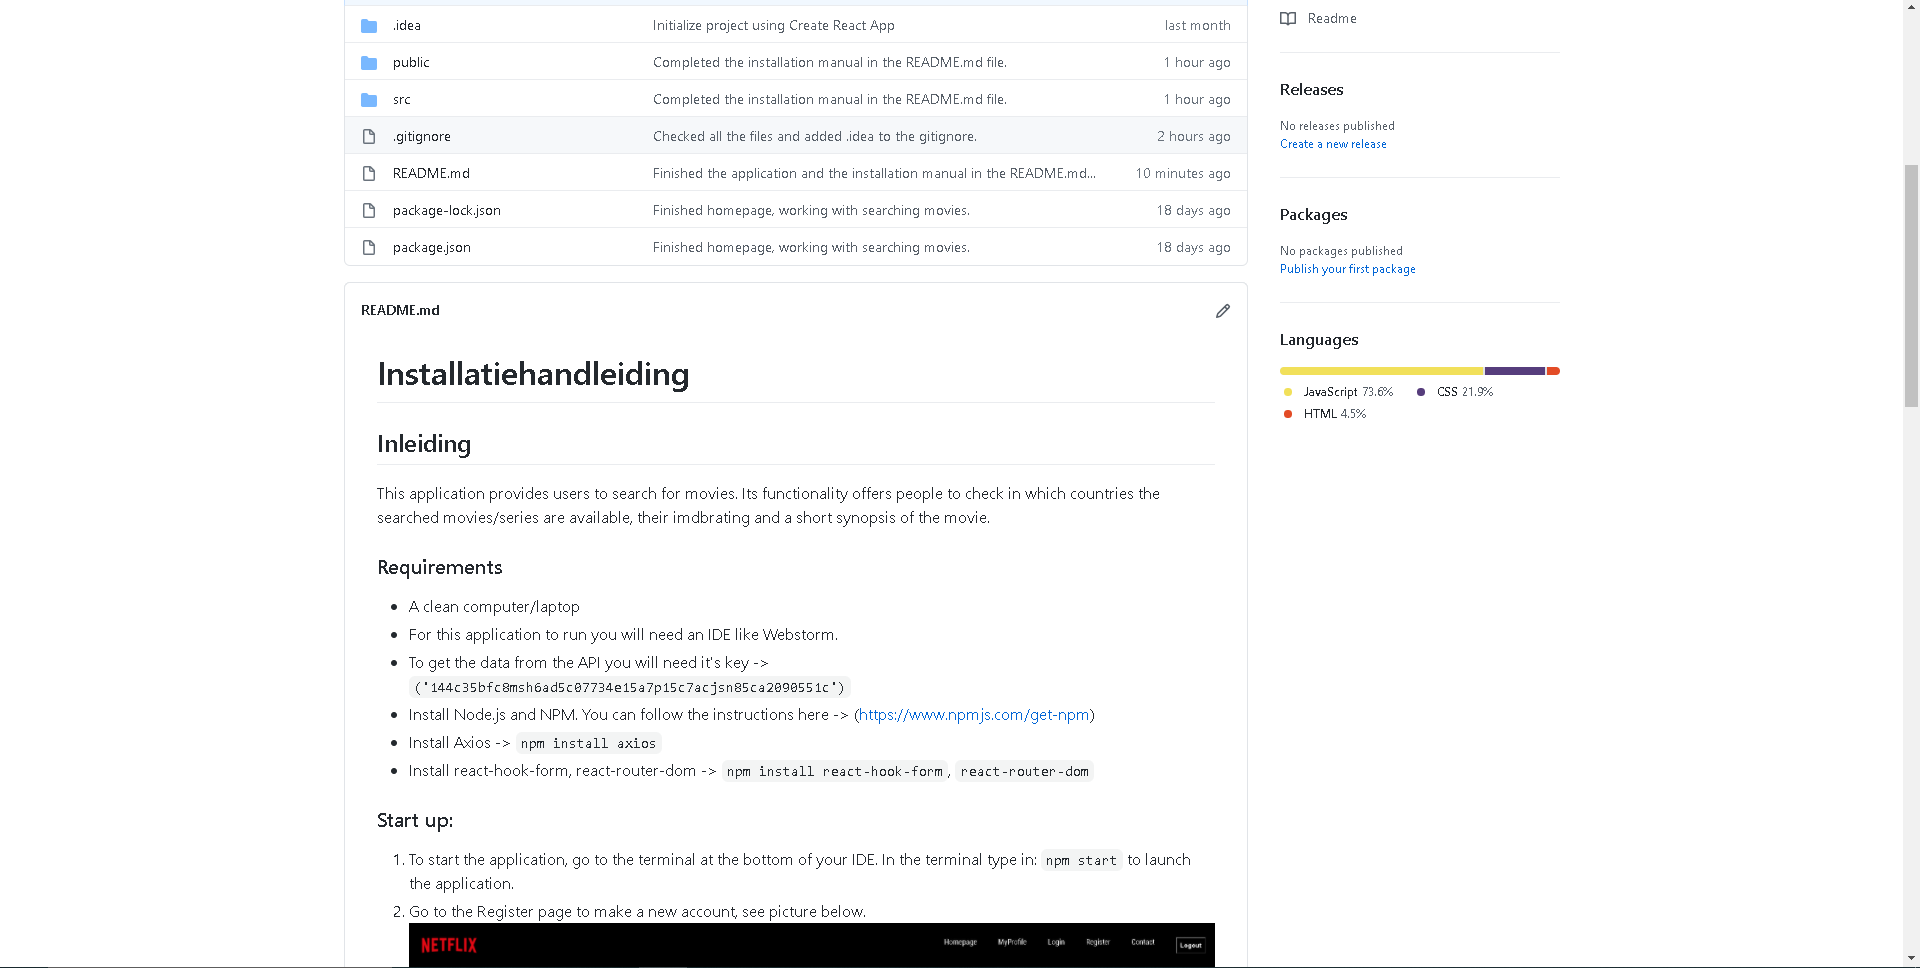 .idea Initialize project using Create React App last month
public Completed the installation manual in the README.md file. 1 hour ago
src Completed the installation manual in the README.md file. 1 hour ago
.gitignore Checked all the files and added .idea to the gitignore. 2 hours ago
README.md Finished the application and the installation manual in the README.md... 10 minutes ago
package-lock.json Finished homepage, working with searching movies. 18 days ago
package.json Finished homepage, working with searching movies. 18 days ago
README.md
Installatiehandleiding
Inleiding
This application provides users to search for movies. Its functionality offers people to check in which countries the
searched movies/series are available, their imdbrating and a short synopsis of the movie.
Requirements
• A clean computer/laptop
• For this application to run you will need an IDE like Webstorm.
• To get the data from the API you will need it's key ->
('144c35bfc8msh6ad5c07734e15a7p15c7acjsn85ca2090551c')
• Install Node.js and NPM. You can follow the instructions here -> (https://www.npmjs.com/get-npm)
• Install Axios -> npm install axios
• Install react-hook-form, react-router-dom -> npm install react-hook-form, react-router-dom
Start up:
1. To start the application, go to the terminal at the bottom of your IDE. In the terminal type in: npm start to launch
the application.
2. Go to the Register page to make a new account, see picture below.
NETFLIX Homepage MyProfile Login Register Contact Logout
Readme
Releases
No releases published
Create a new release
Packages
No packages published
Publish your first package
Languages
JavaScript 73.6% CSS 21.9%
HTML 4.5%